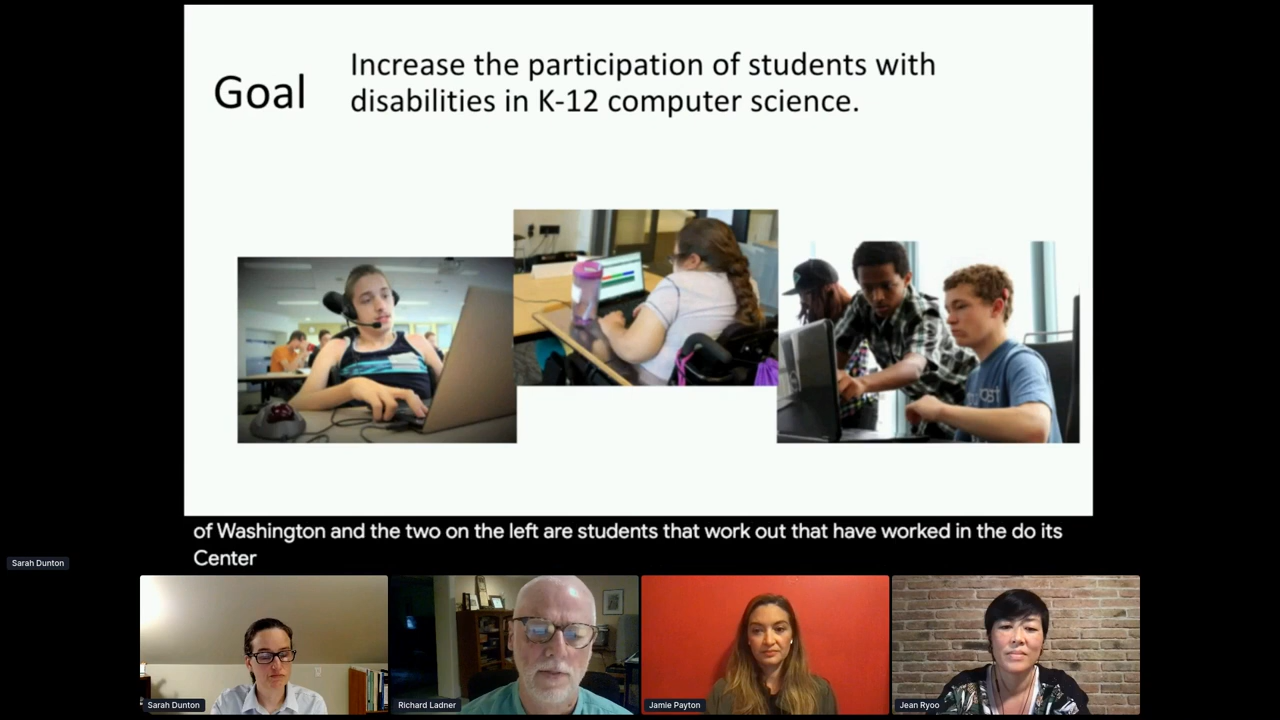 Goal
Increase the participation of students with
disabilities in K-12 computer science.
of Washington and the two on the left are students that work out that have worked in the do its
Center
Sarah Dunton
Sarah Dunton
Richard Ladner
Jamie Payton
Jean Ryoo